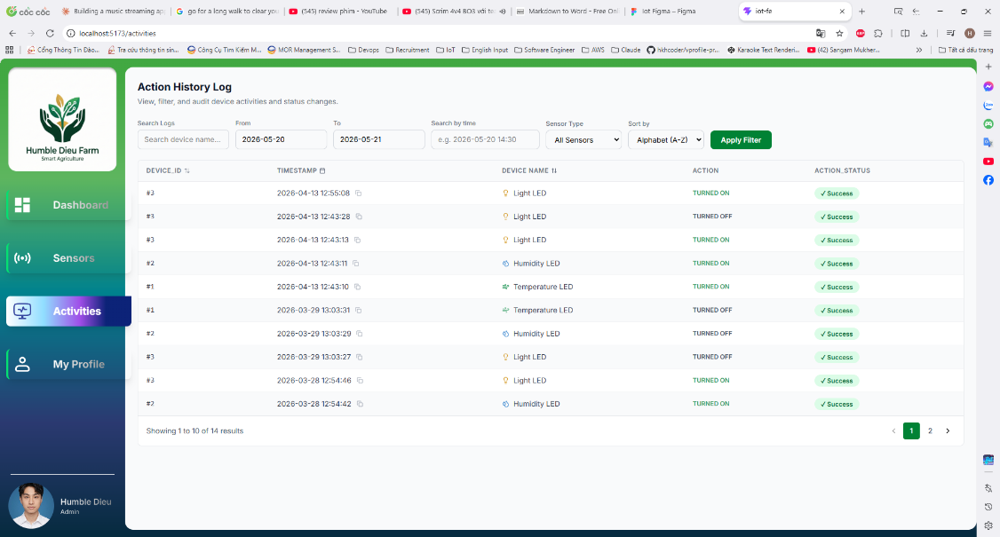 cốc cốc
Building a music streaming ap
go for a long walk to clear you
(545) review phim - YouTube
(545) Scrim 4v4 BO3 với te
Markdown to Word - Free Onl
iot Figma – Figma
iot-fe
localhost:5173/activities
Cổng Thông Tin Đào...
Tra cứu thông tin sin...
Công Cụ Tìm Kiếm M...
MOR Management S...
Devops
Recruitment
IoT
English Input
Software Engineer
AWS
Claude
hkhcoder/vprofile-pr...
Karaoke Text Renderi...
(42) Sangam Mukher...
Tất cả dấu trang
Humble Dieu Farm
Smart Agriculture
Dashboard
Sensors
Activities
My Profile
Humble Dieu
Admin
Action History Log
View, filter, and audit device activities and status changes.
Search Logs From To Search by time Sensor Type Sort by
Search device name... 2026-05-20 2026-05-21 e.g. 2026-05-20 14:30 All Sensors Alphabet (A-Z) Apply Filter
DEVICE_ID TIMESTAMP DEVICE NAME ACTION ACTION_STATUS
#3 2026-04-13 12:55:08 Light LED TURNED ON ✓ Success
#3 2026-04-13 12:43:28 Light LED TURNED OFF ✓ Success
#3 2026-04-13 12:43:13 Light LED TURNED ON ✓ Success
#2 2026-04-13 12:43:11 Humidity LED TURNED ON ✓ Success
#1 2026-04-13 12:43:10 Temperature LED TURNED ON ✓ Success
#1 2026-03-29 13:03:31 Temperature LED TURNED OFF ✓ Success
#2 2026-03-29 13:03:29 Humidity LED TURNED OFF ✓ Success
#3 2026-03-29 13:03:27 Light LED TURNED OFF ✓ Success
#3 2026-03-28 12:54:46 Light LED TURNED ON ✓ Success
#2 2026-03-28 12:54:42 Humidity LED TURNED ON ✓ Success
Showing 1 to 10 of 14 results
1 2